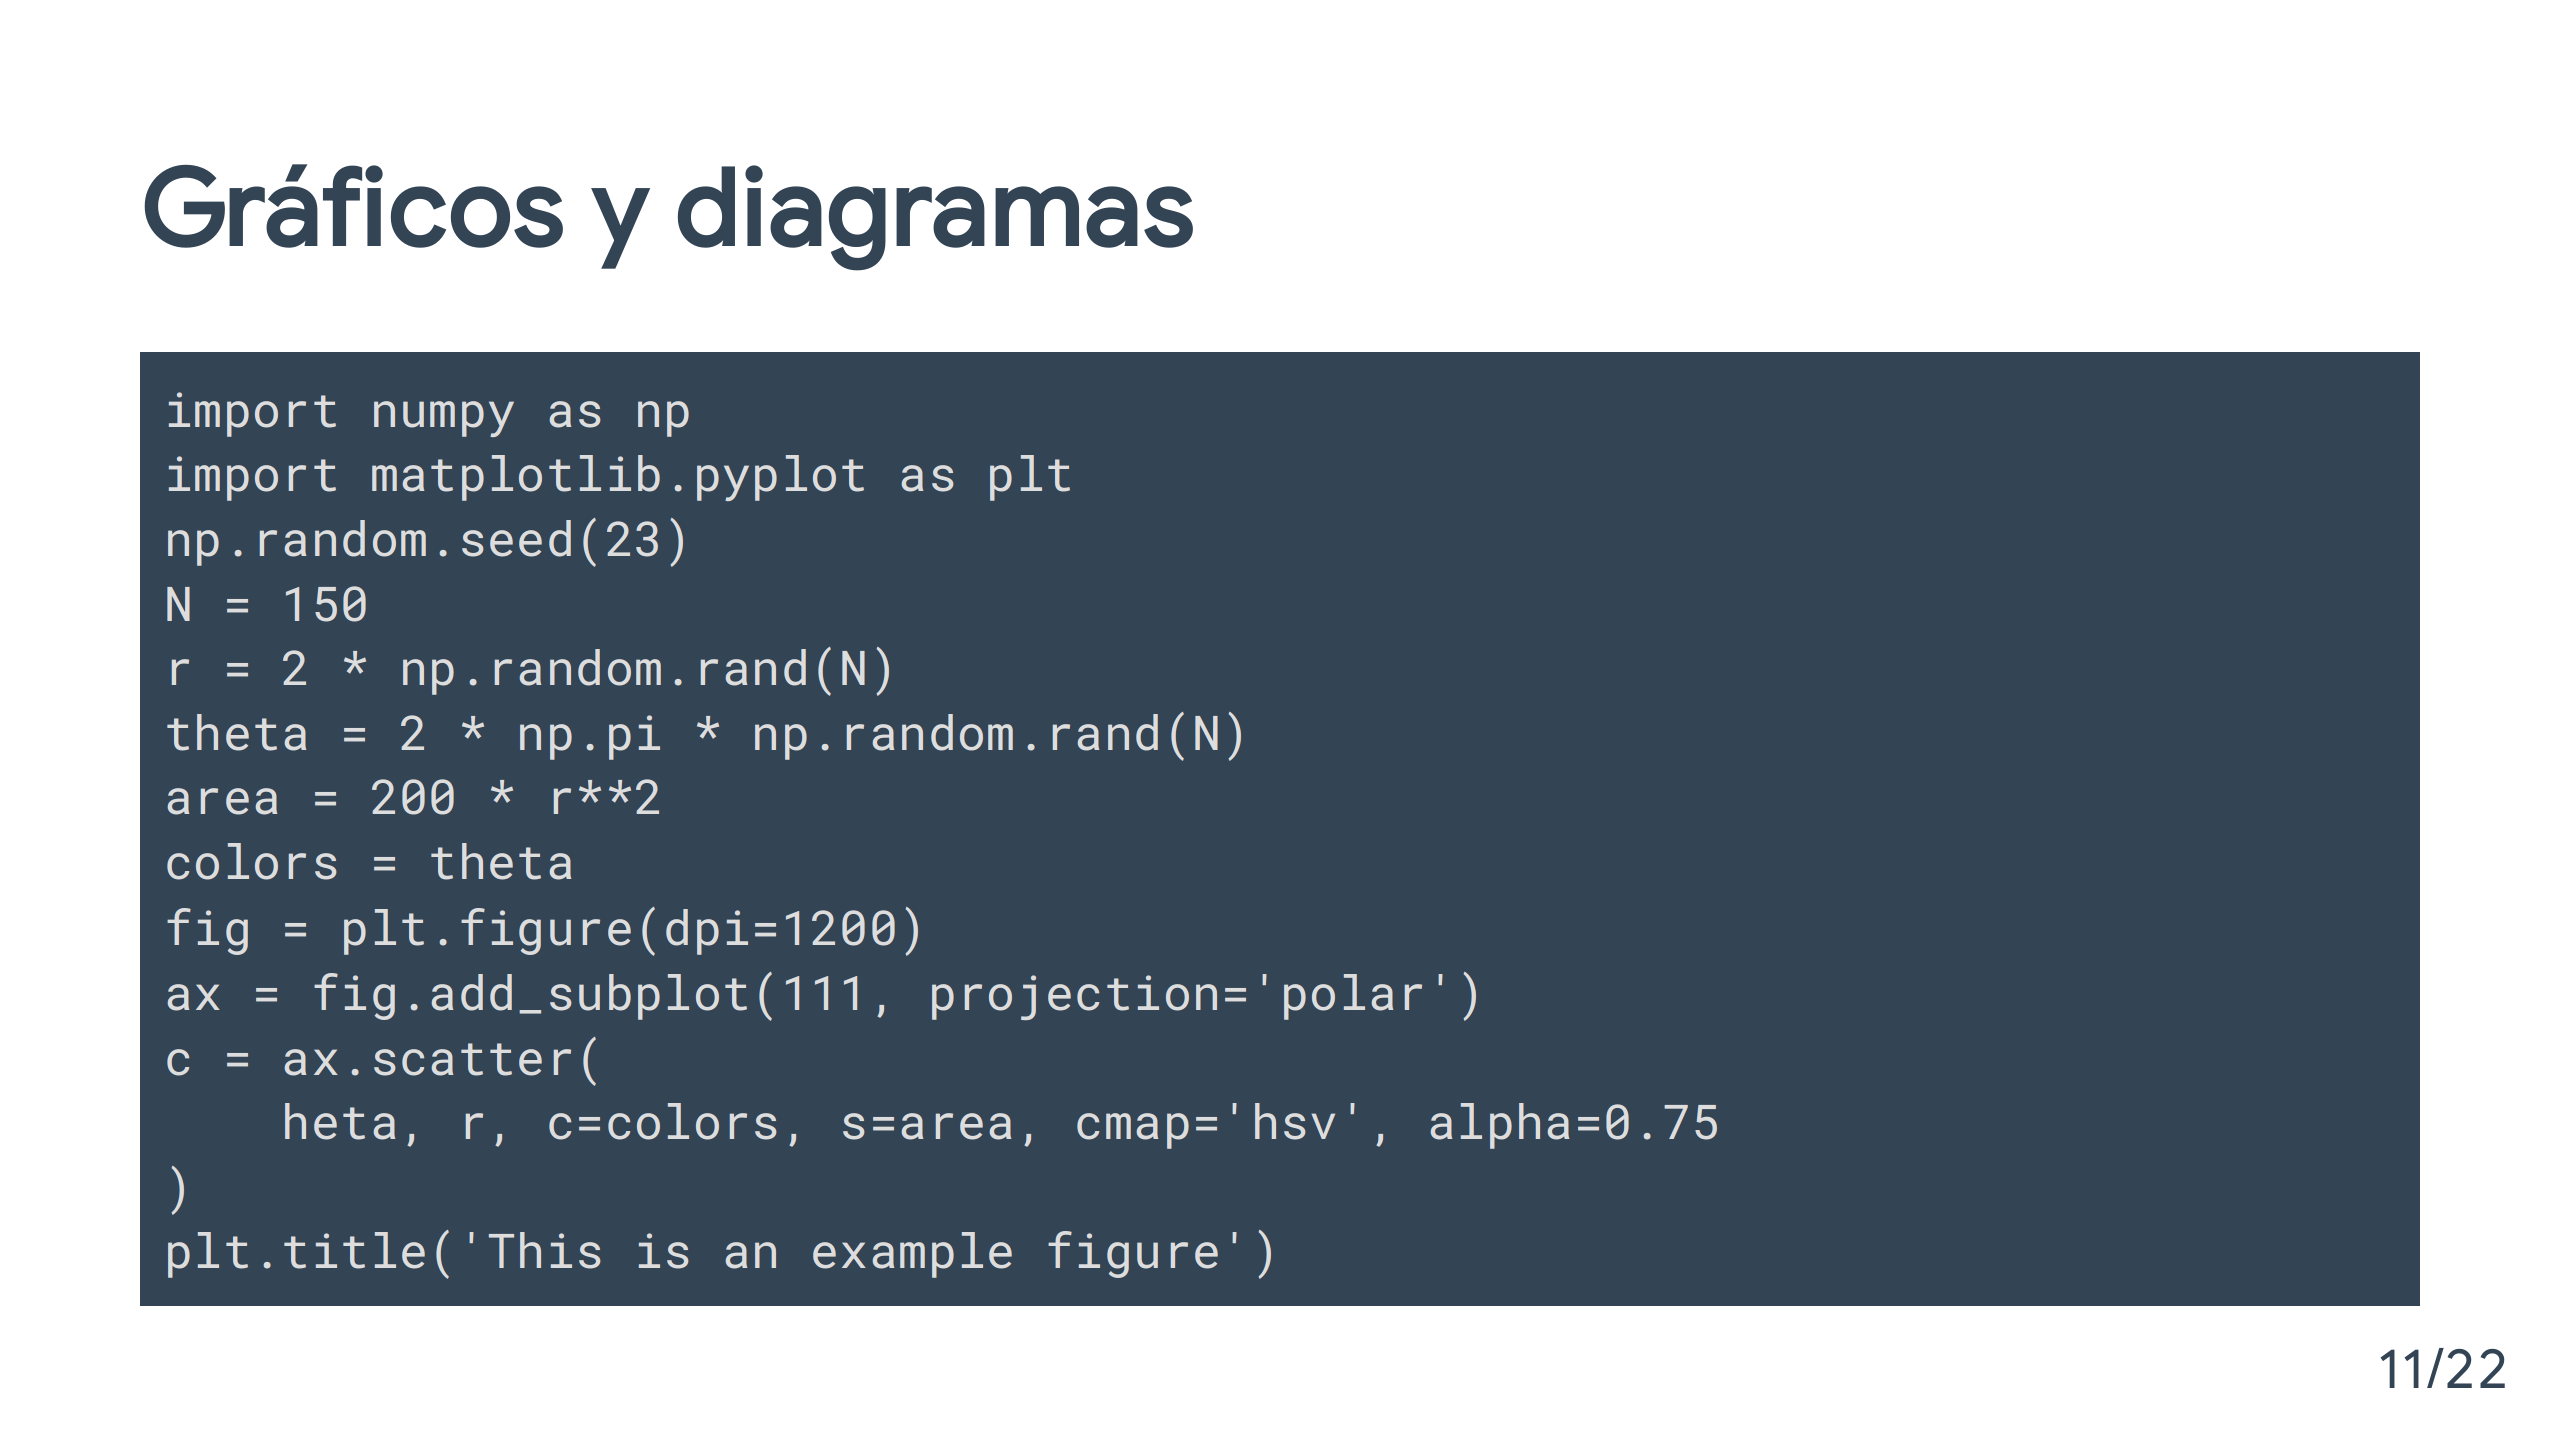 Gráficos y diagramas
import numpy as np
import matplotlib.pyplot as plt
np.random.seed(23)
N = 150
r = 2 * np.random.rand(N)
theta = 2 * np.pi * np.random.rand(N)
area = 200 * r**2
colors = theta
fig = plt.figure(dpi=1200)
ax = fig.add_subplot(111, projection='polar')
c = ax.scatter(
    heta, r, c=colors, s=area, cmap='hsv', alpha=0.75
)
plt.title('This is an example figure')
11/22